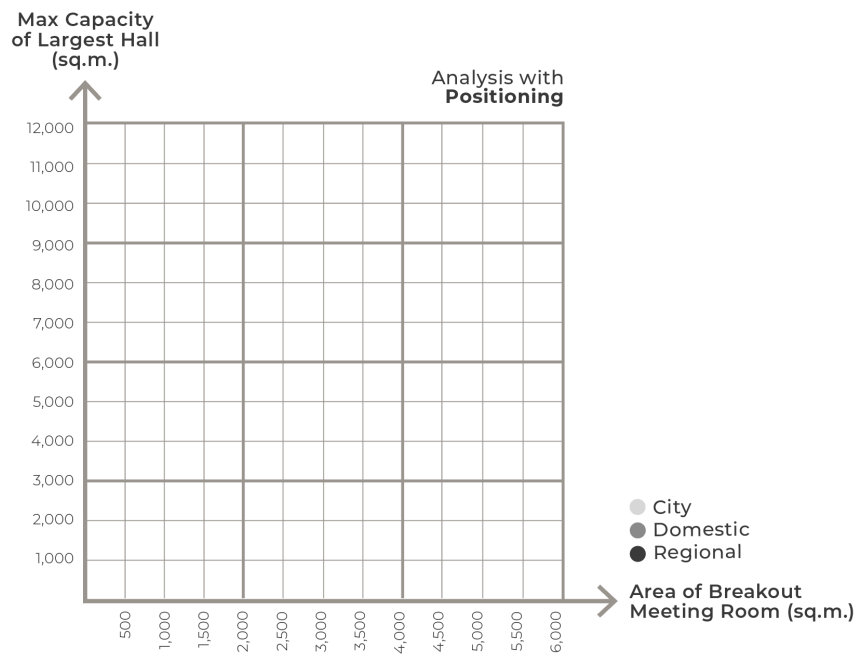 Max Capacity
of Largest Hall
(sq.m.)
Analysis with
Positioning
12,000
11,000
10,000
9,000
8,000
7,000
6,000
5,000
4,000
3,000
2,000
1,000
City
Domestic
Regional
Area of Breakout
Meeting Room (sq.m.)
500
1,000
1,500
2,000
2,500
3,000
3,500
4,000
4,500
5,000
5,500
6,000